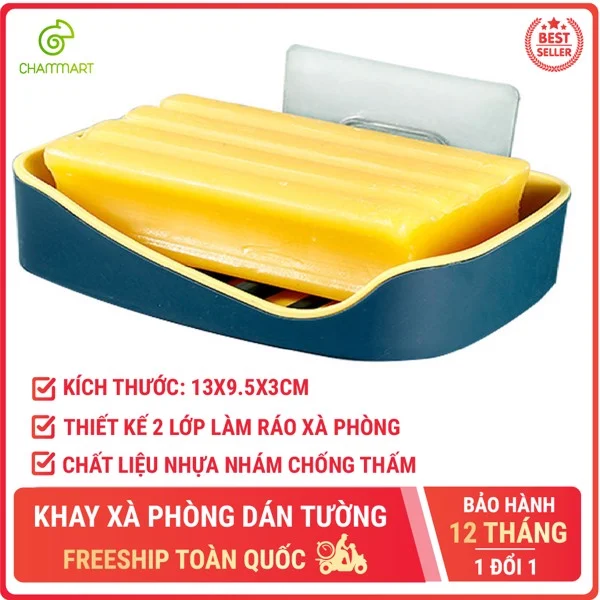 CHAMMART
BEST
SELLER
KÍCH THƯỚC: 13X9.5X3CM
THIẾT KẾ 2 LỚP LÀM RÁO XÀ PHÒNG
CHẤT LIỆU NHỰA NHÁM CHỐNG THẤM
KHAY XÀ PHÒNG DÁN TƯỜNG
FREESHIP TOÀN QUỐC
BẢO HÀNH
12 THÁNG
1 ĐỔI 1